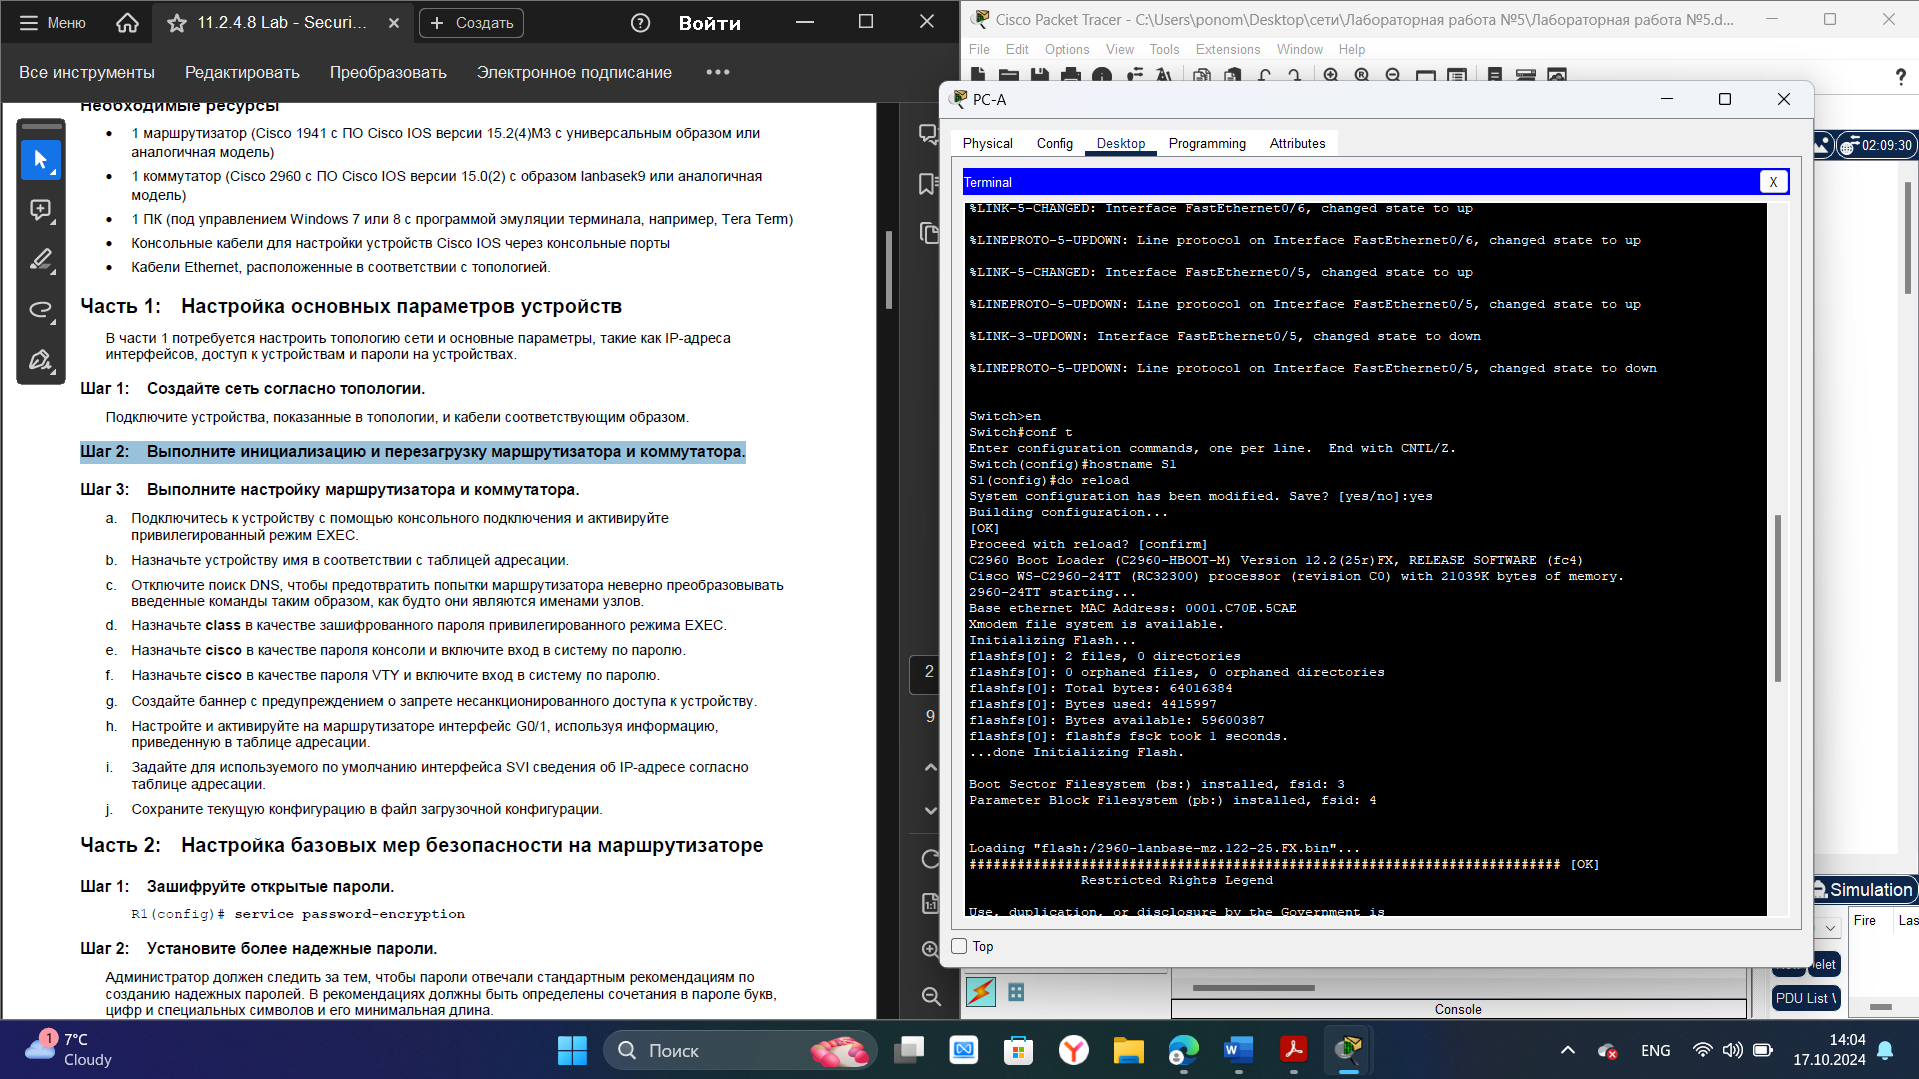 Меню
11.2.4.8 Lab - Securi...
Создать
Войти
Все инструменты
Редактировать
Преобразовать
Электронное подписание
Необходимые ресурсы
• 1 маршрутизатор (Cisco 1941 с ПО Cisco IOS версии 15.2(4)M3 с универсальным образом или
аналогичная модель)
• 1 коммутатор (Cisco 2960 с ПО Cisco IOS версии 15.0(2) с образом lanbasek9 или аналогичная
модель)
• 1 ПК (под управлением Windows 7 или 8 с программой эмуляции терминала, например, Tera Term)
• Консольные кабели для настройки устройств Cisco IOS через консольные порты
• Кабели Ethernet, расположенные в соответствии с топологией.
Часть 1: Настройка основных параметров устройств
В части 1 потребуется настроить топологию сети и основные параметры, такие как IP-адреса
интерфейсов, доступ к устройствам и пароли на устройствах.
Шаг 1: Создайте сеть согласно топологии.
Подключите устройства, показанные в топологии, и кабели соответствующим образом.
Шаг 2: Выполните инициализацию и перезагрузку маршрутизатора и коммутатора.
Шаг 3: Выполните настройку маршрутизатора и коммутатора.
a. Подключитесь к устройству с помощью консольного подключения и активируйте
привилегированный режим EXEC.
b. Назначьте устройству имя в соответствии с таблицей адресации.
c. Отключите поиск DNS, чтобы предотвратить попытки маршрутизатора неверно преобразовывать
введенные команды таким образом, как будто они являются именами узлов.
d. Назначьте class в качестве зашифрованного пароля привилегированного режима EXEC.
e. Назначьте cisco в качестве пароля консоли и включите вход в систему по паролю.
f. Назначьте cisco в качестве пароля VTY и включите вход в систему по паролю.
g. Создайте баннер с предупреждением о запрете несанкционированного доступа к устройству.
h. Настройте и активируйте на маршрутизаторе интерфейс G0/1, используя информацию,
приведенную в таблице адресации.
i. Задайте для используемого по умолчанию интерфейса SVI сведения об IP-адресе согласно
таблице адресации.
j. Сохраните текущую конфигурацию в файл загрузочной конфигурации.
Часть 2: Настройка базовых мер безопасности на маршрутизаторе
Шаг 1: Зашифруйте открытые пароли.
R1(config)# service password-encryption
Шаг 2: Установите более надежные пароли.
Администратор должен следить за тем, чтобы пароли отвечали стандартным рекомендациям по
созданию надежных паролей. В рекомендациях должны быть определены сочетания в пароле букв,
цифр и специальных символов и его минимальная длина.
2
9
1:1
Cisco Packet Tracer - C:\Users\ponom\Desktop\сети\Лабораторная работа №5\Лабораторная работа №5.d...
File Edit Options View Tools Extensions Window Help
?
02:09:30
PC-A
Physical Config Desktop Programming Attributes
Terminal
X
%LINK-5-CHANGED: Interface FastEthernet0/6, changed state to up
%LINEPROTO-5-UPDOWN: Line protocol on Interface FastEthernet0/6, changed state to up
%LINK-5-CHANGED: Interface FastEthernet0/5, changed state to up
%LINEPROTO-5-UPDOWN: Line protocol on Interface FastEthernet0/5, changed state to up
%LINK-3-UPDOWN: Interface FastEthernet0/5, changed state to down
%LINEPROTO-5-UPDOWN: Line protocol on Interface FastEthernet0/5, changed state to down
Switch>en
Switch#conf t
Enter configuration commands, one per line.  End with CNTL/Z.
Switch(config)#hostname S1
S1(config)#do reload
System configuration has been modified. Save? [yes/no]:yes
Building configuration...
[OK]
Proceed with reload? [confirm]
C2960 Boot Loader (C2960-HBOOT-M) Version 12.2(25r)FX, RELEASE SOFTWARE (fc4)
Cisco WS-C2960-24TT (RC32300) processor (revision C0) with 21039K bytes of memory.
2960-24TT starting...
Base ethernet MAC Address: 0001.C70E.5CAE
Xmodem file system is available.
Initializing Flash...
flashfs[0]: 2 files, 0 directories
flashfs[0]: 0 orphaned files, 0 orphaned directories
flashfs[0]: Total bytes: 64016384
flashfs[0]: Bytes used: 4415997
flashfs[0]: Bytes available: 59600387
flashfs[0]: flashfs fsck took 1 seconds.
...done Initializing Flash.
Boot Sector Filesystem (bs:) installed, fsid: 3
Parameter Block Filesystem (pb:) installed, fsid: 4
Loading "flash:/2960-lanbase-mz.122-25.FX.bin"...
########################################################################## [OK]
Restricted Rights Legend
Use, duplication, or disclosure by the Government is
Top
Simulation
Fire Las
elet
PDU List
Console
1
7°C
Cloudy
Поиск
ENG
14:04
17.10.2024